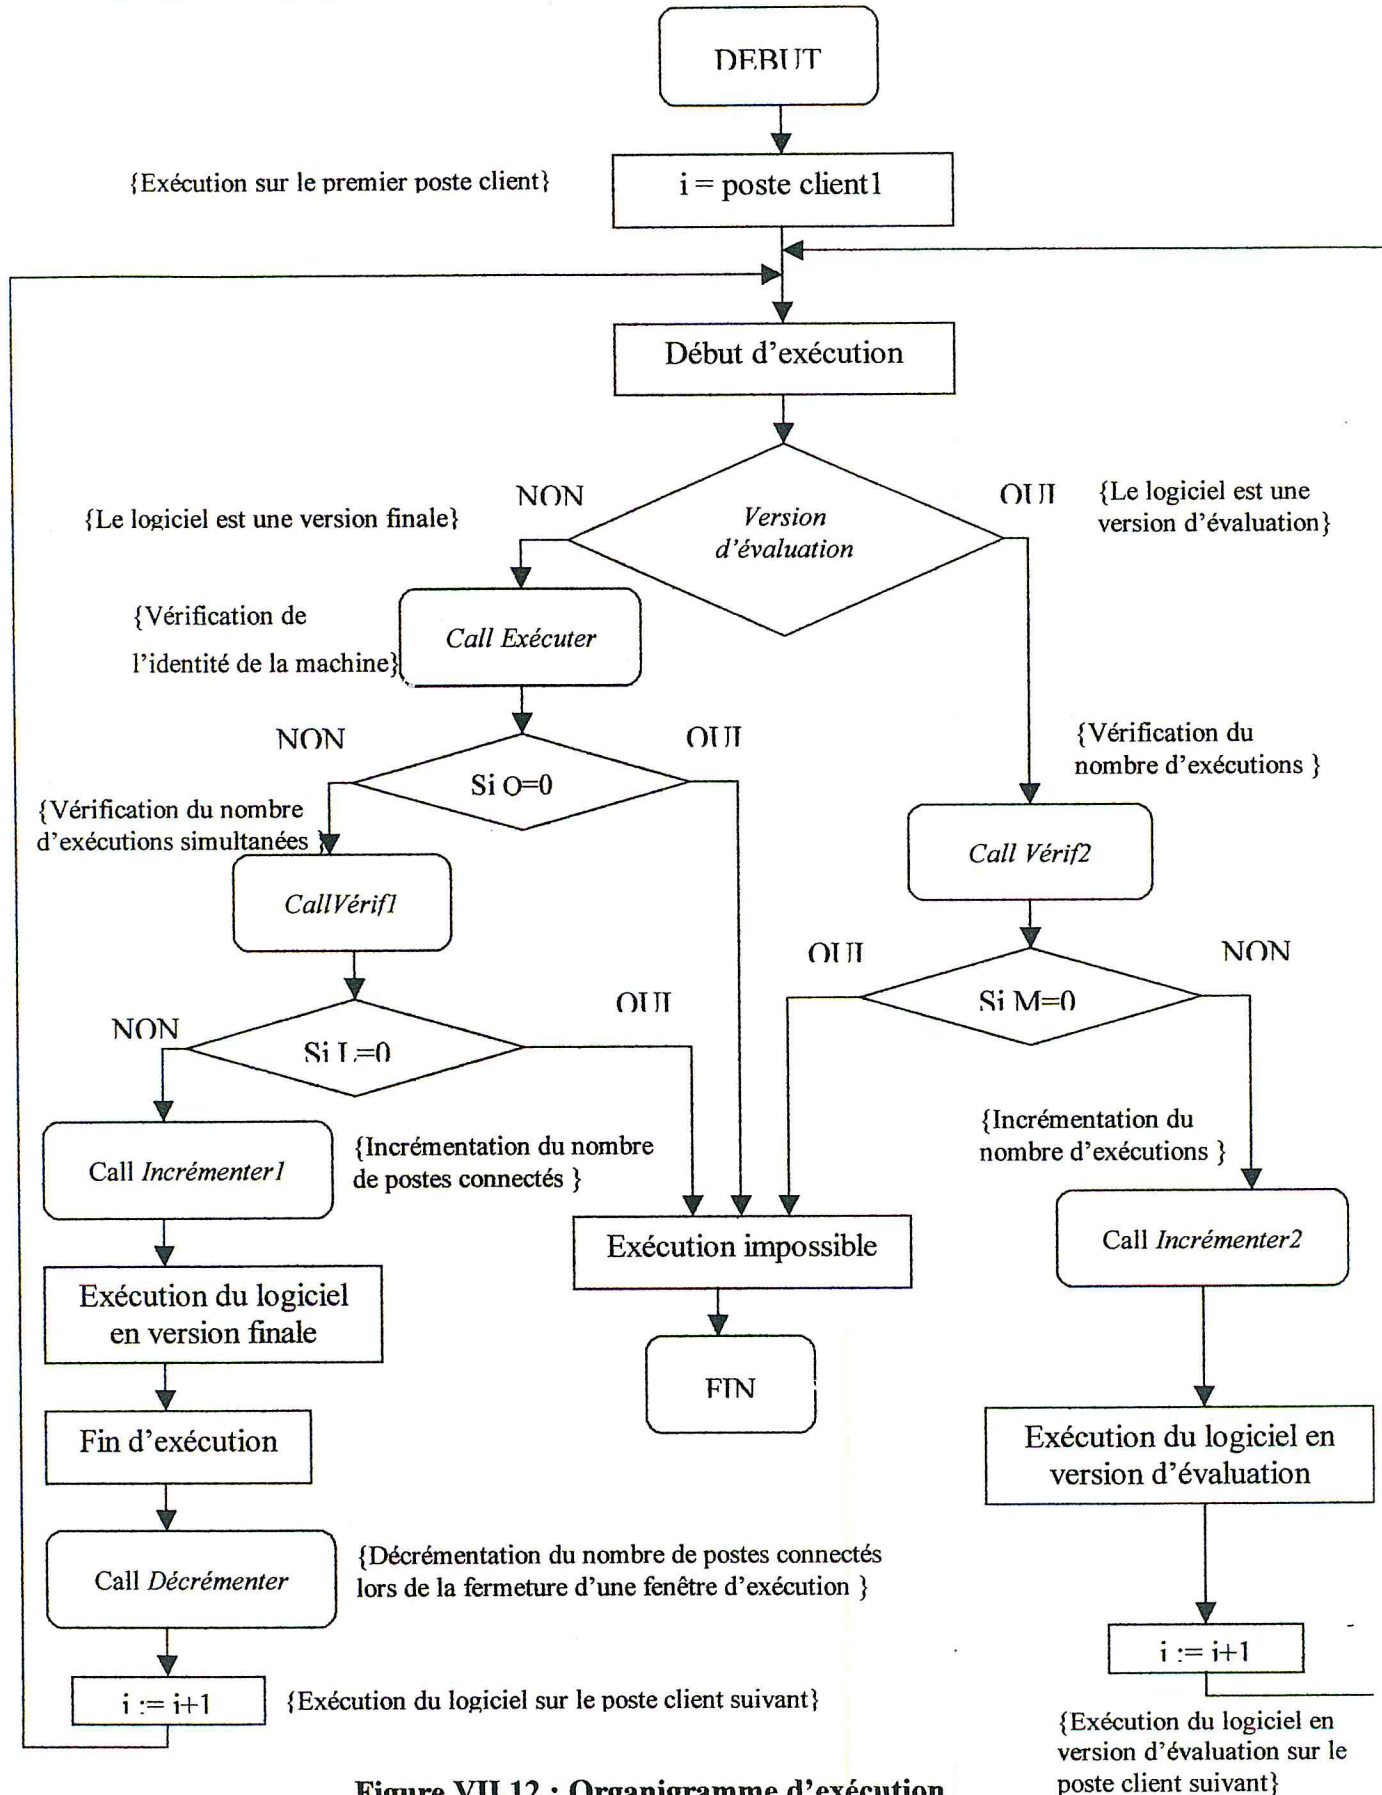 DEBUT
{Exécution sur le premier poste client}
i = poste client1
Début d'exécution
NON
OUI
{Le logiciel est une version finale}
Version
d'évaluation
{Le logiciel est une
version d'évaluation}
{Vérification de
l'identité de la machine}
Call Exécuter
NON
OUI
Si O=0
{Vérification du
nombre d'exécutions }
{Vérification du nombre
d'exécutions simultanées }
CallVérif1
Call Vérif2
OUI
NON
Si M=0
NON
OUI
Si L=0
{Incrémentation du
nombre d'exécutions }
Call Incrémenter1
{Incrémentation du nombre
de postes connectés }
Exécution impossible
Call Incrémenter2
Exécution du logiciel
en version finale
FIN
Fin d'exécution
Exécution du logiciel en
version d'évaluation
Call Décrémenter
{Décrémentation du nombre de postes connectés
lors de la fermeture d'une fenêtre d'exécution }
i := i+1
i := i+1
{Exécution du logiciel sur le poste client suivant}
{Exécution du logiciel en
version d'évaluation sur le
poste client suivant}
Figure VII.12 : Organigramme d'exécution